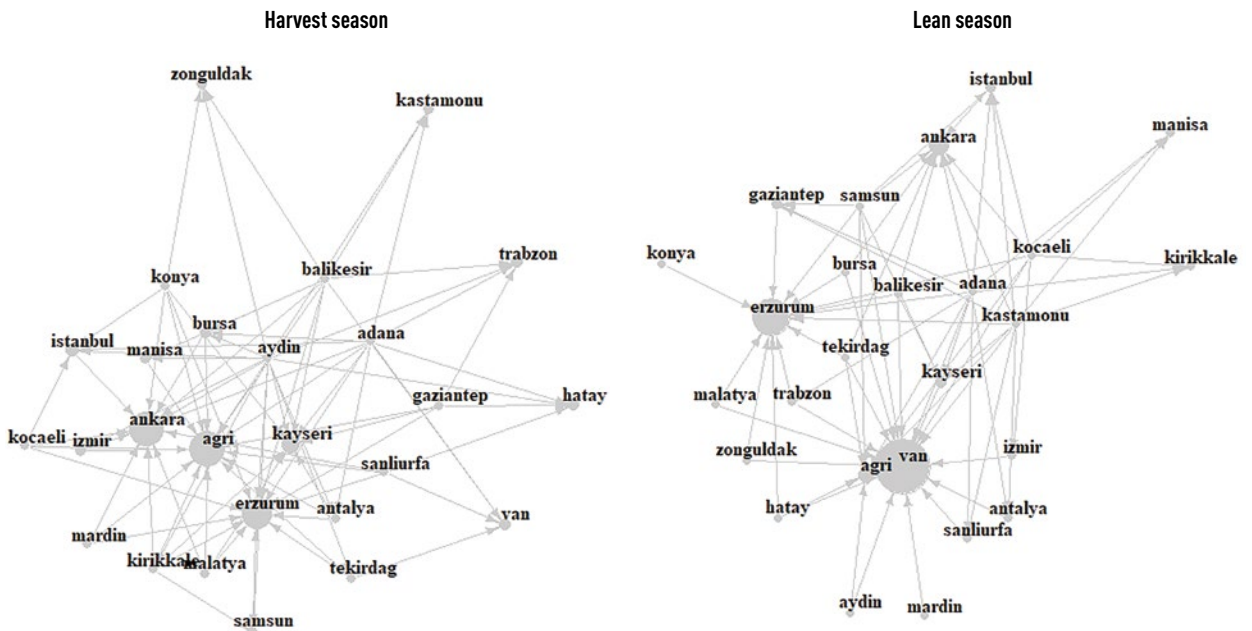 Harvest season
zonguldak
kastamonu
trabzon
balikesir
konya
bursa
adana
istanbul
manisa
aydin
gaziantep
hatay
ankara
agri
kayseri
kocaeli
izmir
sanliurfa
erzurum
antalya
van
mardin
kirikkale
malatya
tekirdag
samsun
Lean season
istanbul
manisa
ankara
gaziantep
samsun
kocaeli
konya
kirikkale
bursa
balikesir
adana
erzurum
kastamonu
tekirdag
kayseri
malatya
trabzon
zonguldak
agri
van
izmir
hatay
antalya
sanliurfa
aydin
mardin